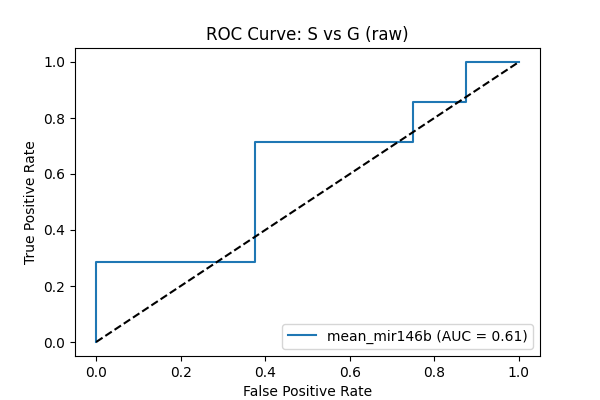 ROC Curve: S vs G (raw)
True Positive Rate
1.0
0.8
0.6
0.4
0.2
0.0
mean_mir146b (AUC = 0.61)
0.0 0.2 0.4 0.6 0.8 1.0
False Positive Rate